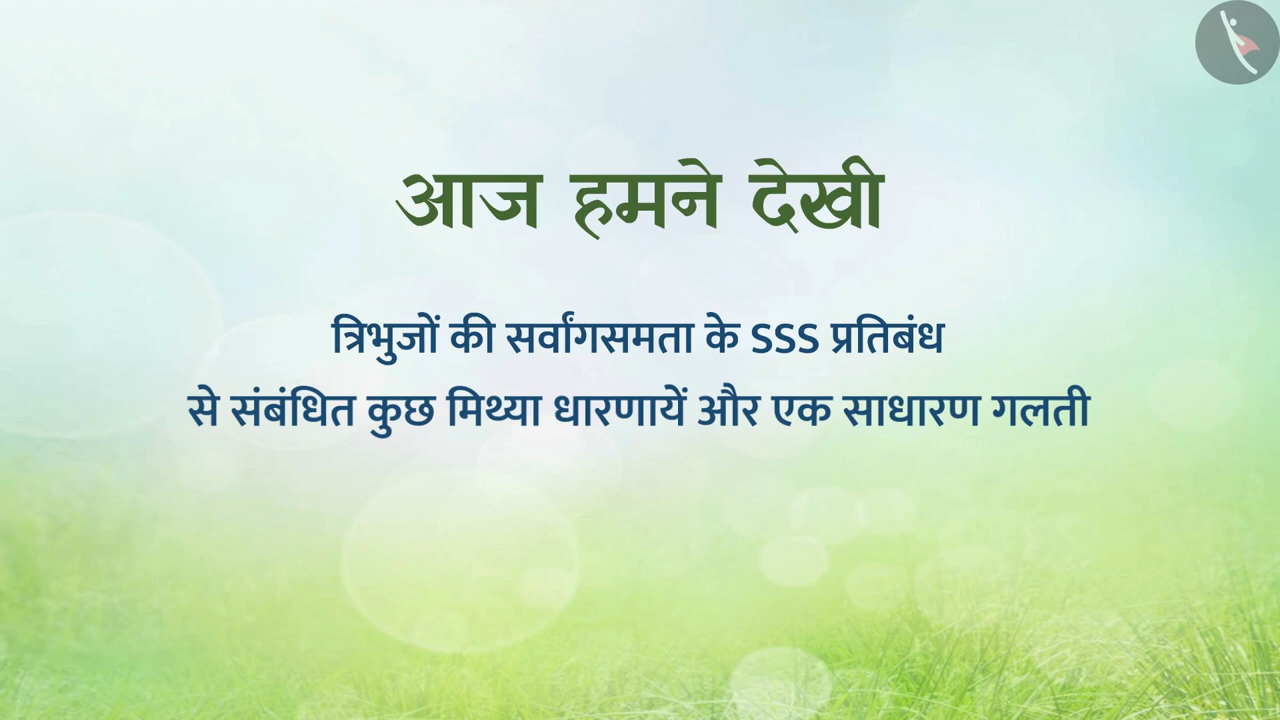 आज हमने देखी
त्रिभुजों की सर्वांगसमता के SSS प्रतिबंध
से संबंधित कुछ मिथ्या धारणायें और एक साधारण गलती